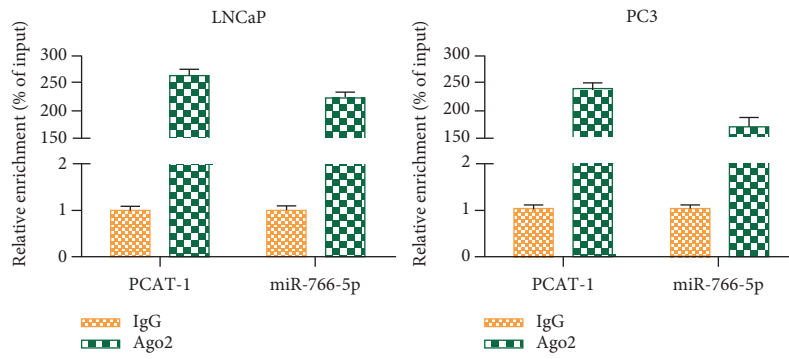 LNCaP
Relative enrichment (% of input)
300
250
200
150
2
1
0
PCAT-1
miR-766-5p
IgG
Ago2
PC3
Relative enrichment (% of input)
300
250
200
150
2
1
0
PCAT-1
miR-766-5p
IgG
Ago2